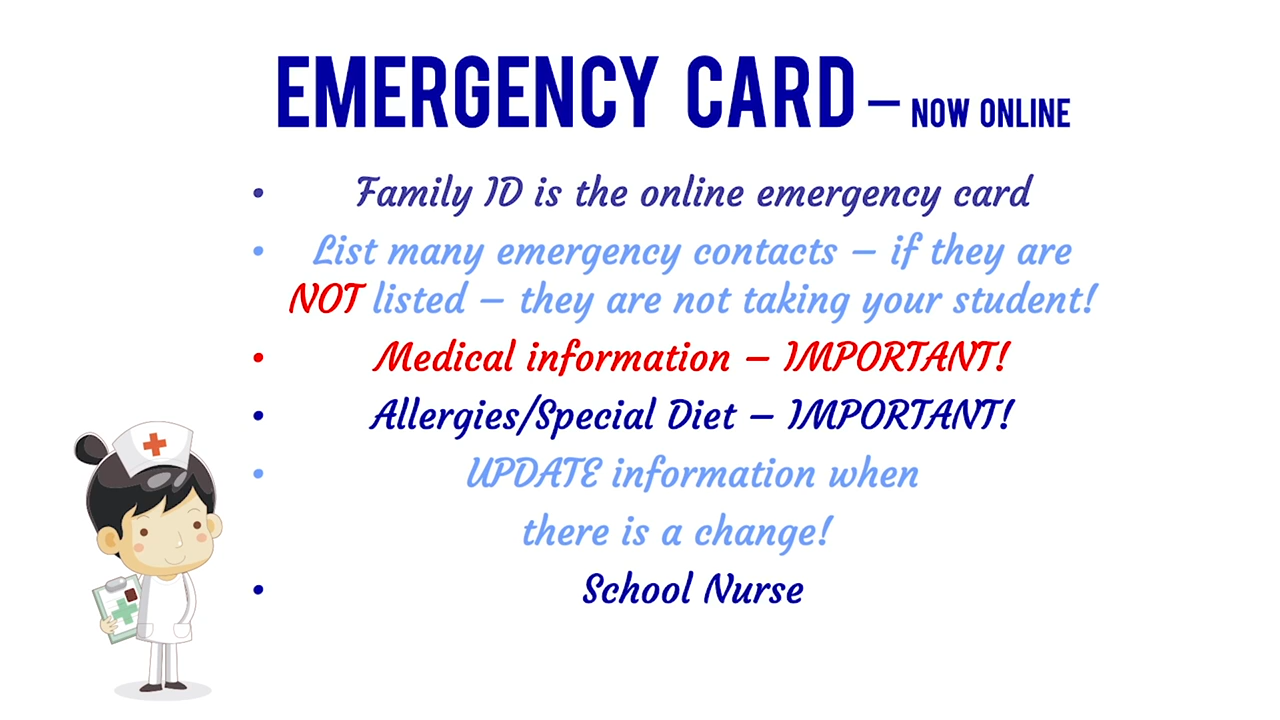 EMERGENCY CARD – NOW ONLINE
• Family ID is the online emergency card
• List many emergency contacts – if they are
NOT listed – they are not taking your student!
• Medical information – IMPORTANT!
• Allergies/Special Diet – IMPORTANT!
• UPDATE information when
there is a change!
• School Nurse